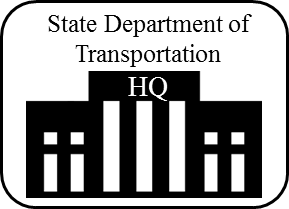 State Department of
Transportation
HQ